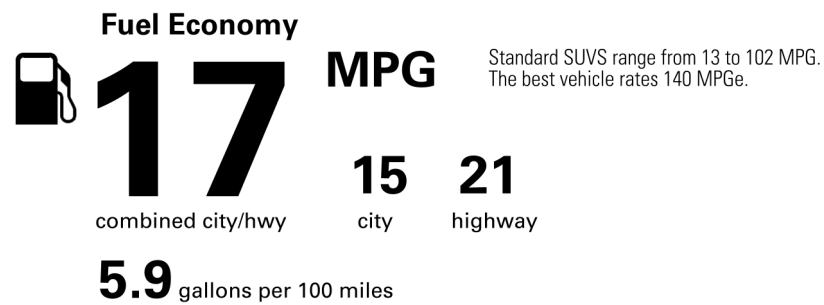 Fuel Economy
17 MPG
Standard SUVS range from 13 to 102 MPG.
The best vehicle rates 140 MPGe.
15 21
combined city/hwy city highway
5.9 gallons per 100 miles